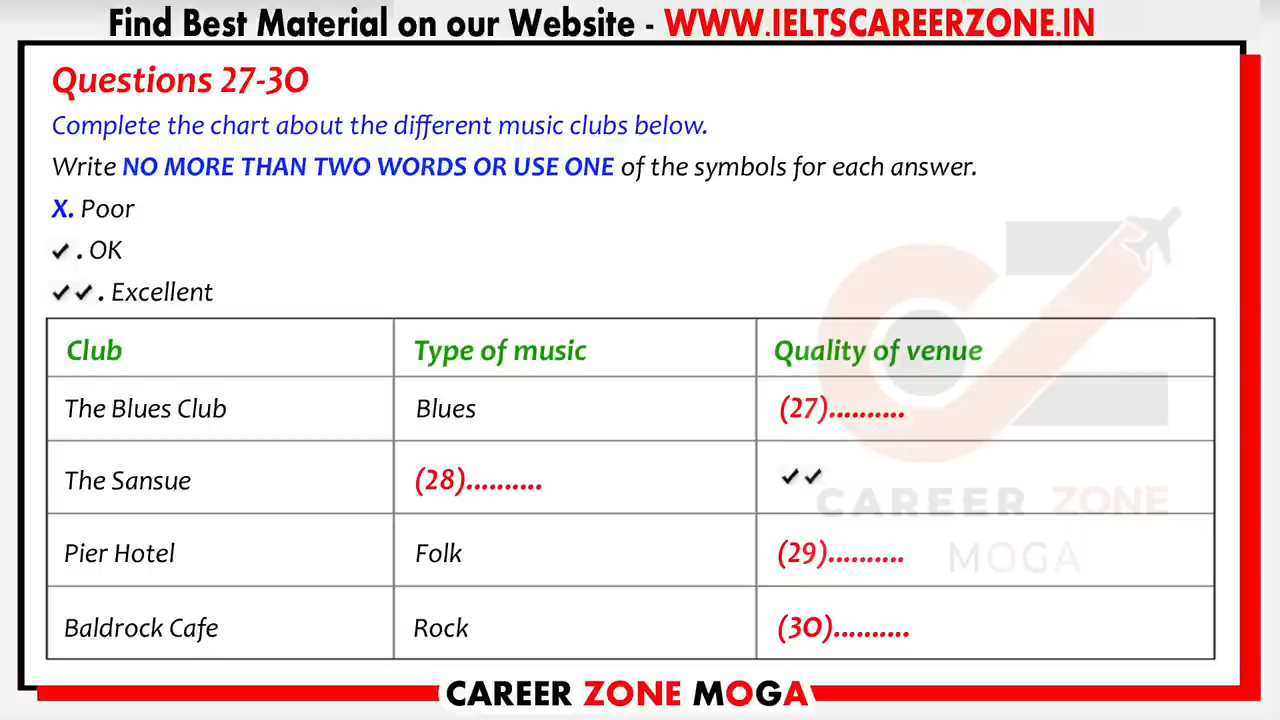 Find Best Material on our Website - WWW.IELTSCAREERZONE.IN
Questions 27-30
Complete the chart about the different music clubs below.
Write NO MORE THAN TWO WORDS OR USE ONE of the symbols for each answer.
X. Poor
✓. OK
✓✓. Excellent
Club Type of music Quality of venue
The Blues Club Blues (27)..........
The Sansue (28).......... ✓✓
Pier Hotel Folk (29)..........
Baldrock Cafe Rock (30)..........
CAREER ZONE
MOGA
CAREER ZONE MOGA